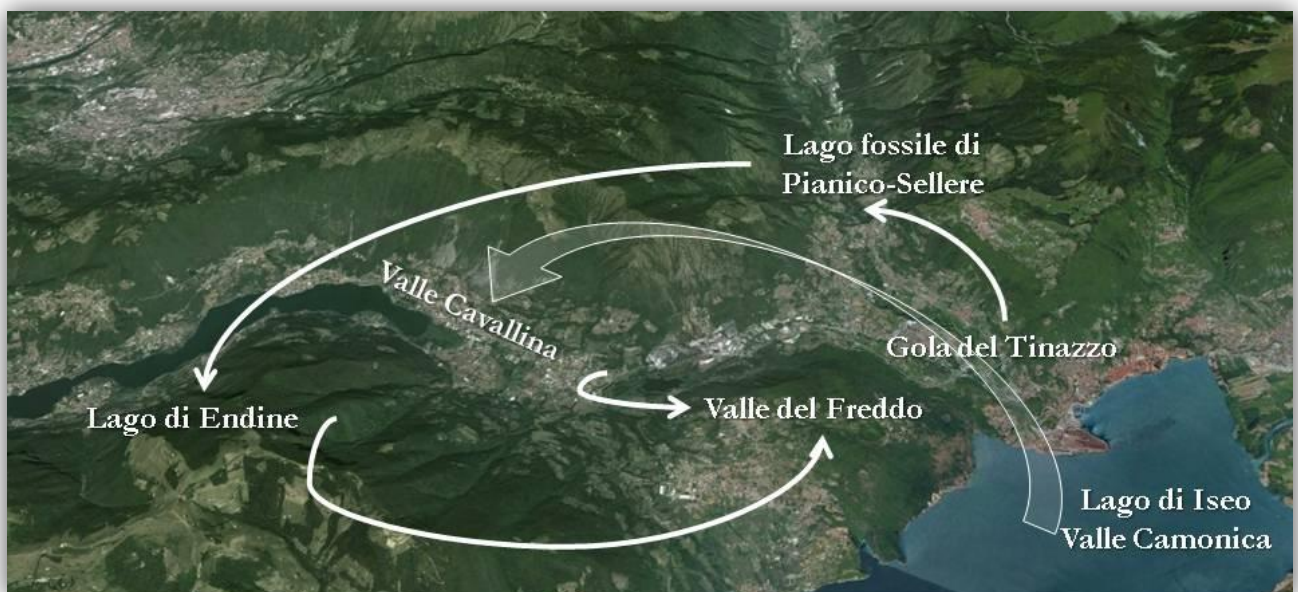 Lago fossile di
Pianico-Sellere
Valle Cavallina
Gola del Tinazzo
Lago di Endine
Valle del Freddo
Lago di Iseo
Valle Camonica